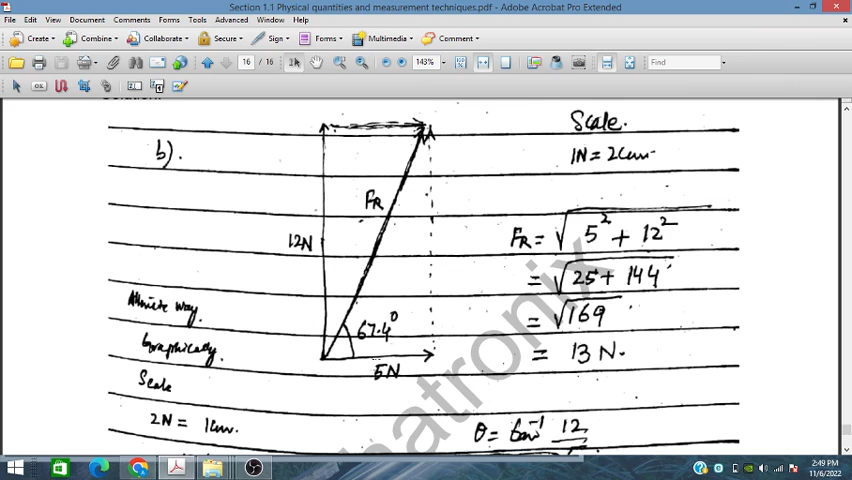 Section 1.1 Physical quantities and measurement techniques.pdf - Adobe Acrobat Pro Extended
File Edit View Document Comments Forms Tools Advanced Window Help
Create Combine Collaborate Secure Sign Forms Multimedia Comment
16 / 16 143% Find
b).
Scale.
1N = 2cm
FR
12N
67.4°
5N
FR = √5² + 12²
= √25 + 144
= √169
= 13 N.
way.
Graphically.
Scale
2N = 1cm.
θ = tan⁻¹ 12
atronix
2:49 PM
11/6/2022